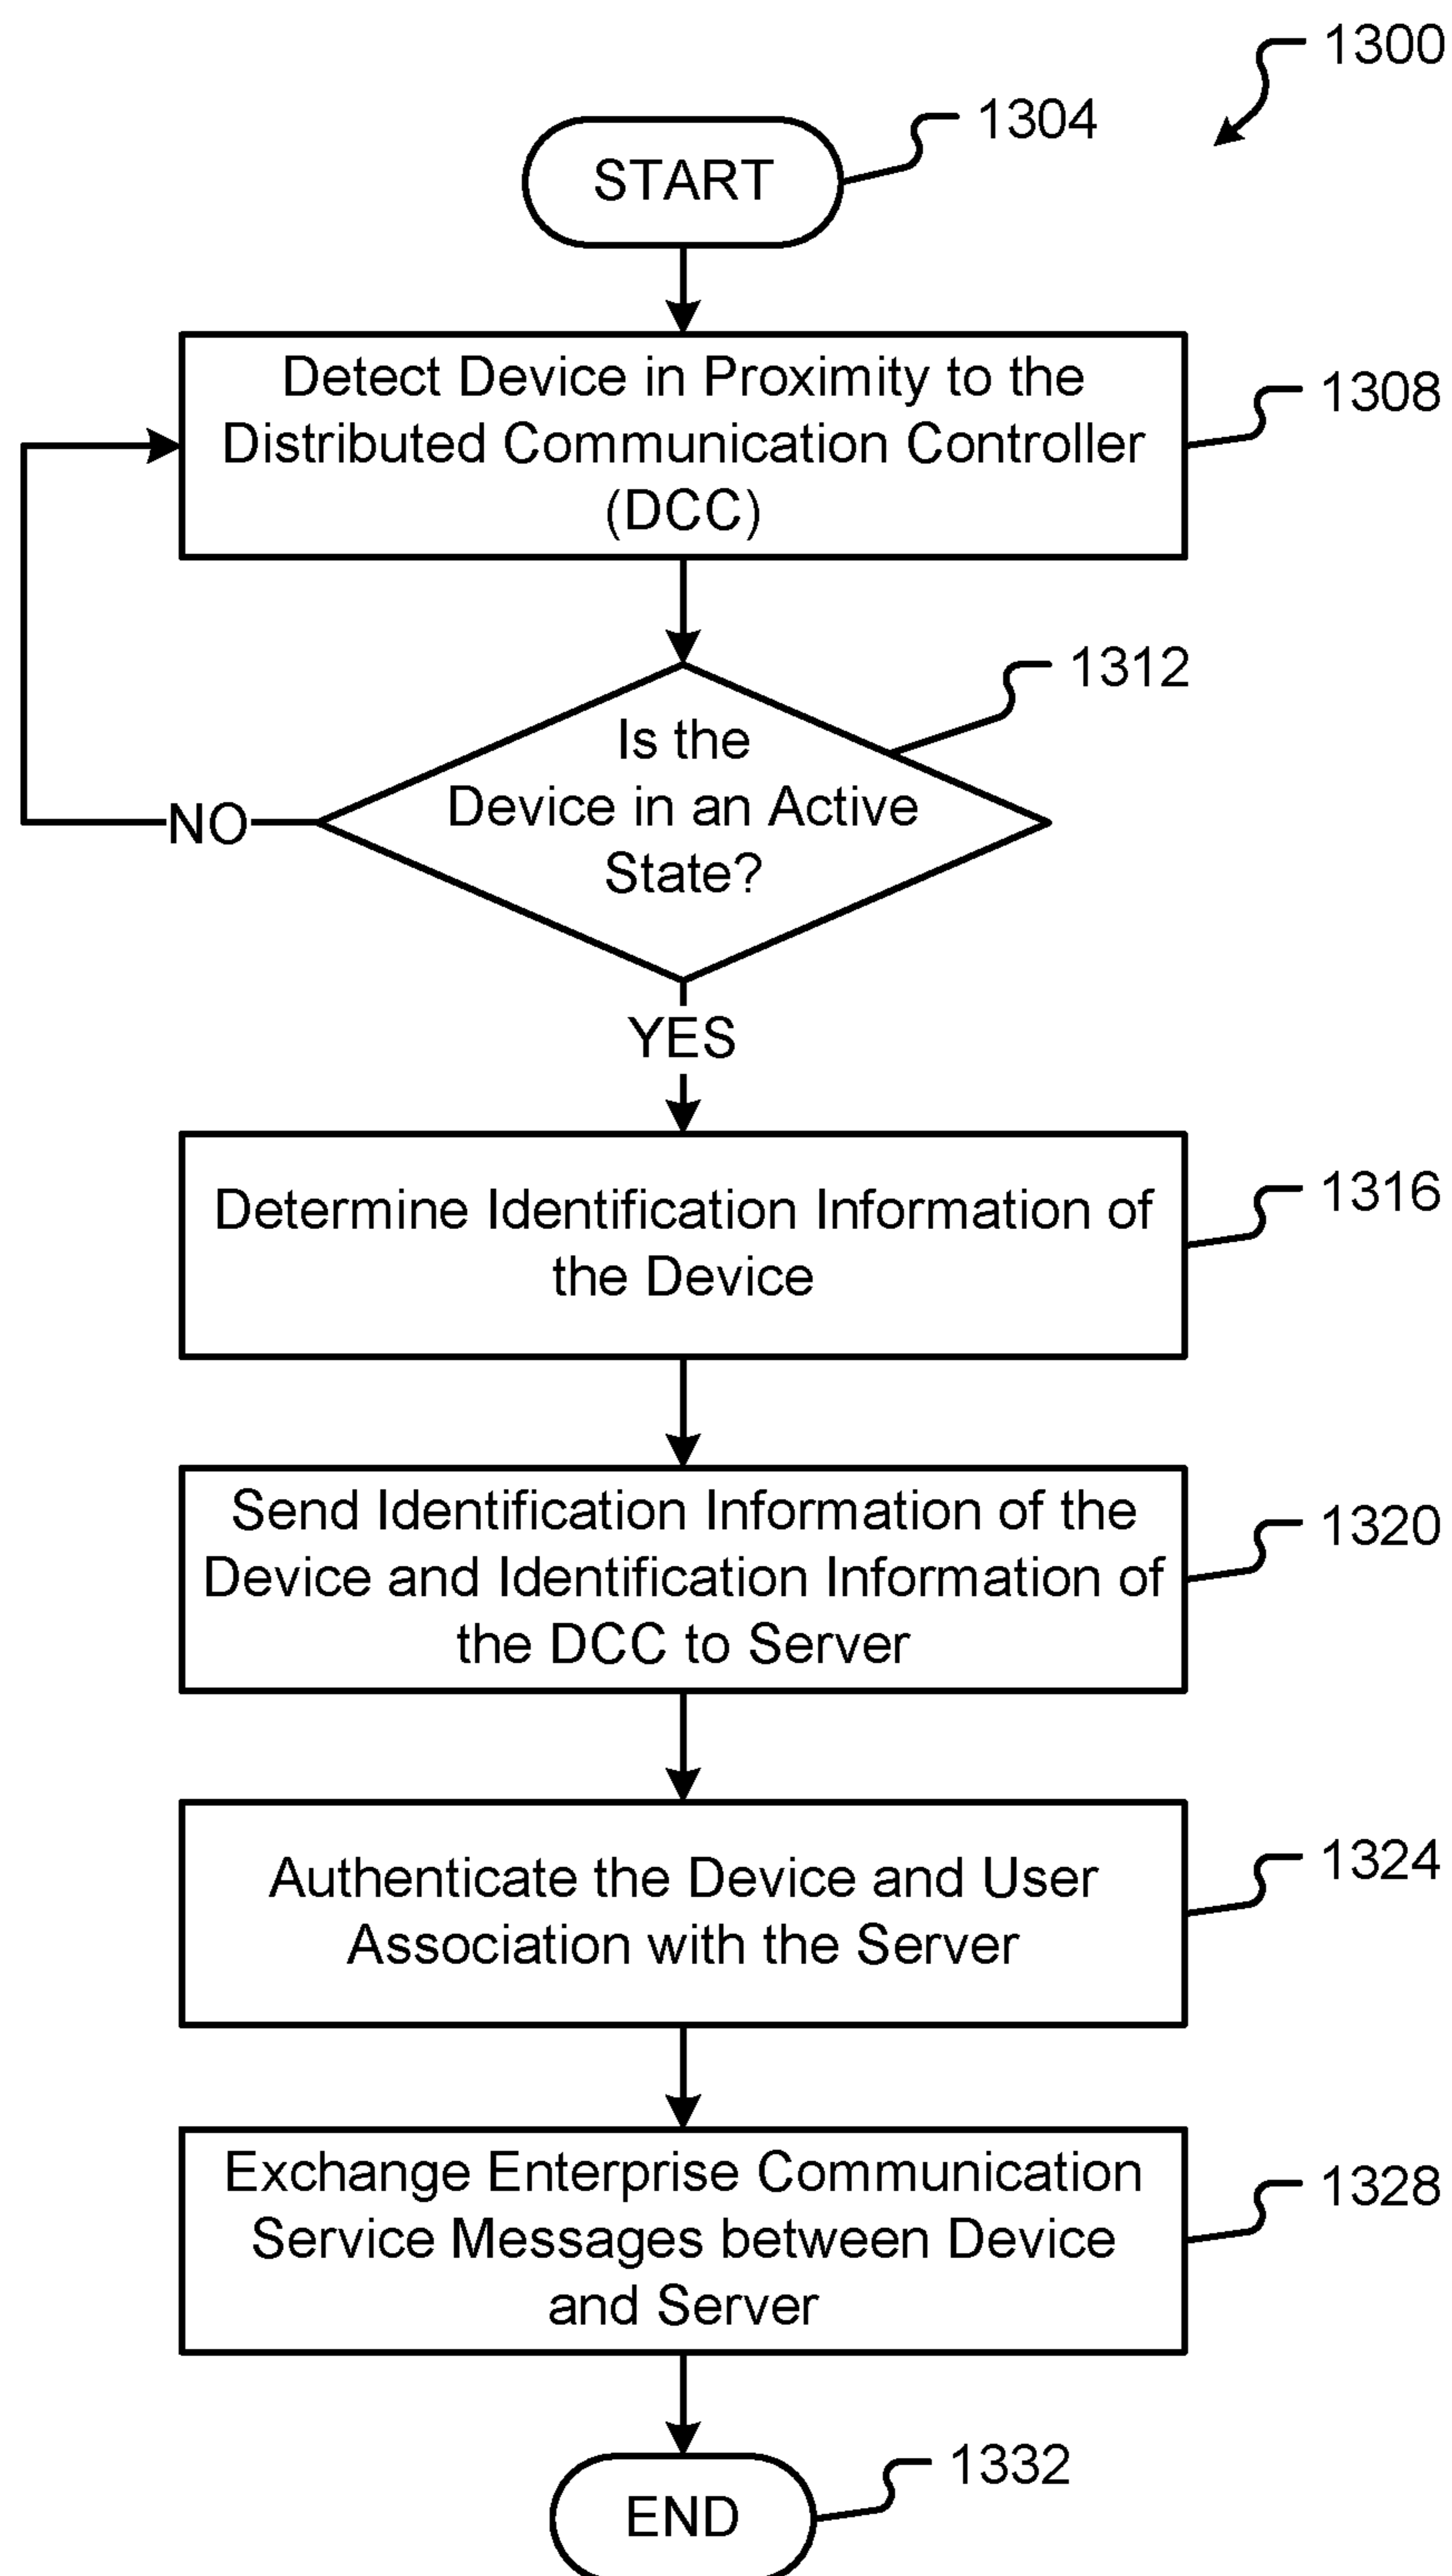 1300
1304
START
Detect Device in Proximity to the
Distributed Communication Controller
(DCC)
1308
1312
Is the
Device in an Active
State?
NO
YES
Determine Identification Information of
the Device
1316
Send Identification Information of the
Device and Identification Information of
the DCC to Server
1320
Authenticate the Device and User
Association with the Server
1324
Exchange Enterprise Communication
Service Messages between Device
and Server
1328
1332
END